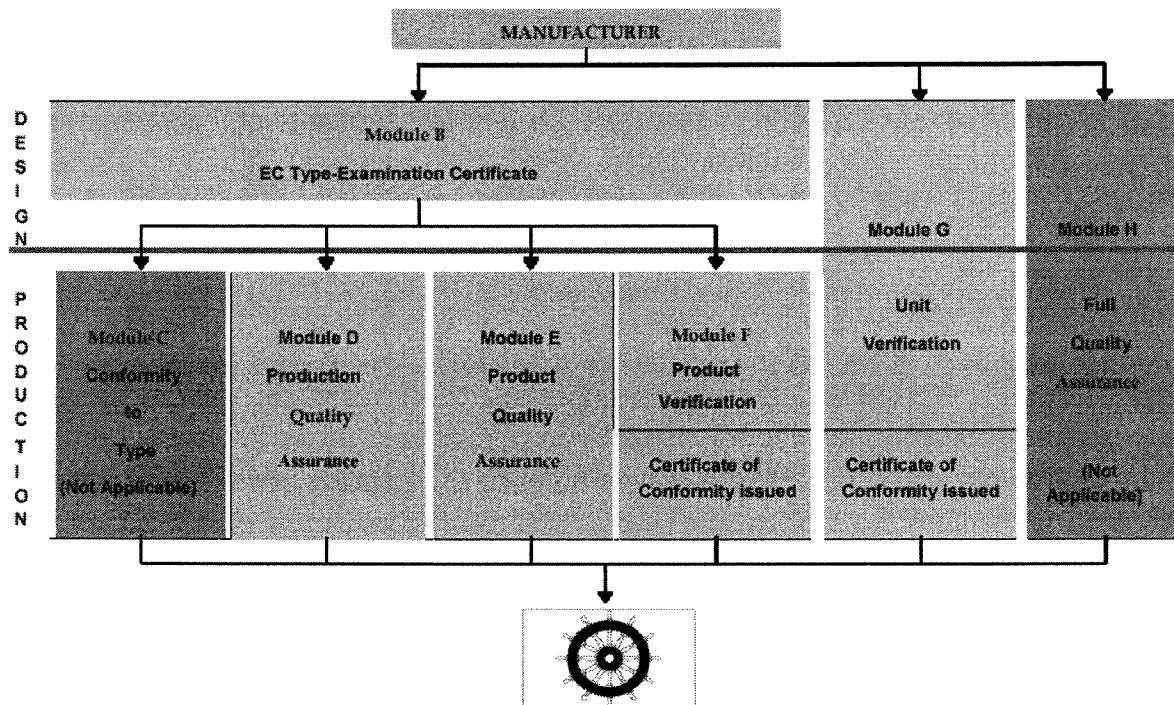 MANUFACTURER
DESIGN
Module B
EC Type-Examination Certificate
Module G
Unit
Verification
Certificate of
Conformity issued
Module H
Full
Quality
Assurance
(Not
Applicable)
PRODUCTION
Module C
Conformity
to
Type
(Not Applicable)
Module D
Production
Quality
Assurance
Module E
Product
Quality
Assurance
Module F
Product
Verification
Certificate of
Conformity issued